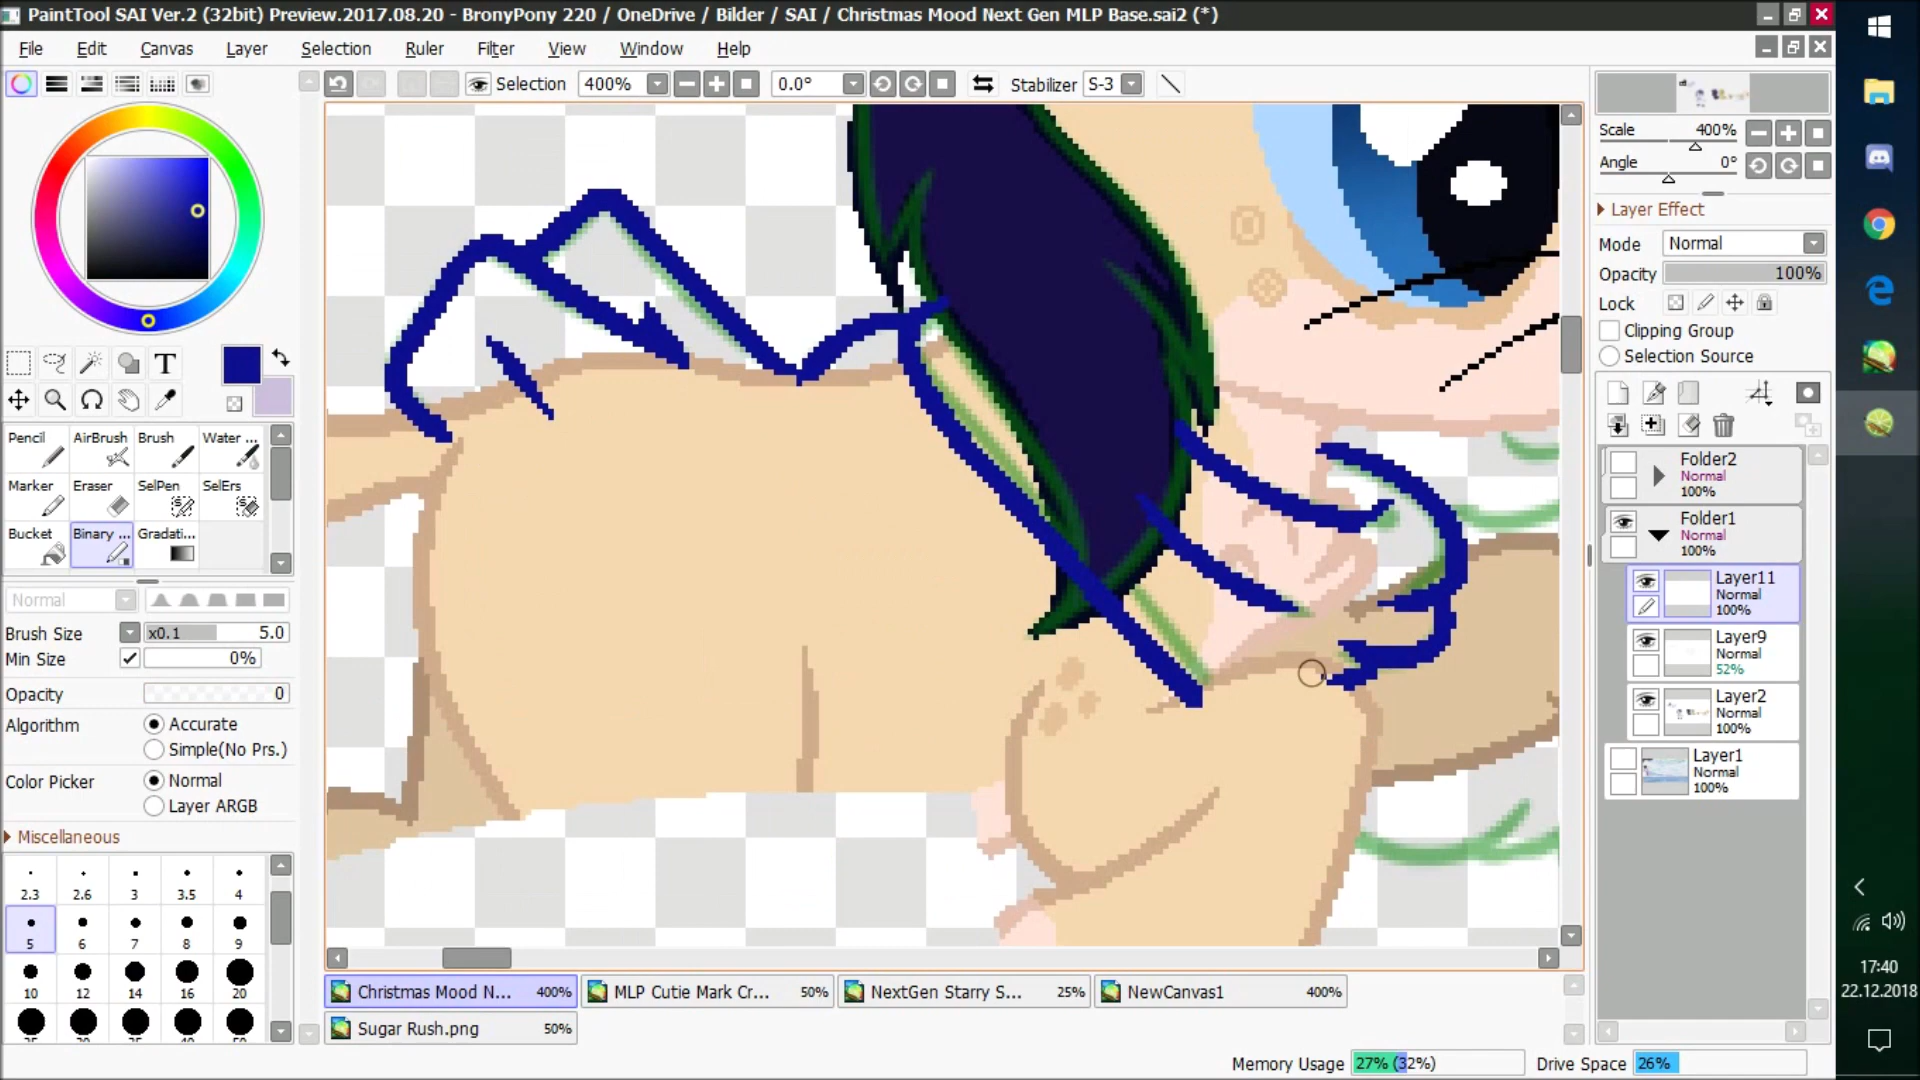 PaintTool SAI Ver.2 (32bit) Preview.2017.08.20 - BronyPony 220 / OneDrive / Bilder / SAI / Christmas Mood Next Gen MLP Base.sai2 (*)
File Edit Canvas Layer Selection Ruler Filter View Window Help
Selection 400% 0.0° Stabilizer S-3
Scale 400%
Angle 0°
Layer Effect
Mode Normal
Opacity 100%
Lock
Clipping Group
Selection Source
T
Pencil AirBrush Brush Water ...
Marker Eraser SelPen SelErs
Bucket Binary ... Gradati...
Normal
Brush Size x0.1 5.0
Min Size 0%
Opacity 0
Algorithm Accurate
Simple(No Prs.)
Color Picker Normal
Layer ARGB
Miscellaneous
2.3 2.6 3 3.5 4
5 6 7 8 9
10 12 14 16 20
Folder2
Normal
100%
Folder1
Normal
100%
Layer11
Normal
100%
Layer9
Normal
52%
Layer2
Normal
100%
Layer1
Normal
100%
Christmas Mood N... 400% MLP Cutie Mark Cr... 50% NextGen Starry S... 25% NewCanvas1 400%
Sugar Rush.png 50%
Memory Usage 27% (32%) Drive Space 26%
17:40
22.12.2018